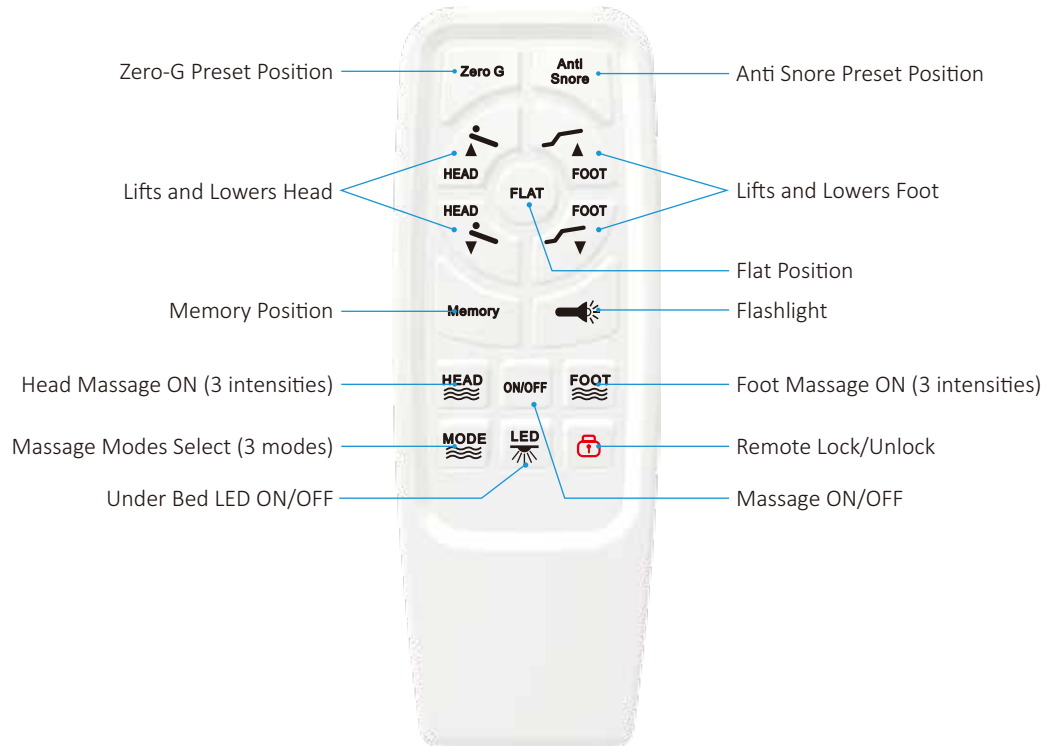 Zero-G Preset Position
Zero G
Anti
Snore
Anti Snore Preset Position
Lifts and Lowers Head
HEAD
FOOT
FLAT
HEAD
FOOT
Lifts and Lowers Foot
Flat Position
Memory Position
Memory
Flashlight
Head Massage ON (3 intensities)
HEAD
ON/OFF
FOOT
Foot Massage ON (3 intensities)
Massage Modes Select (3 modes)
MODE
LED
Remote Lock/Unlock
Under Bed LED ON/OFF
Massage ON/OFF